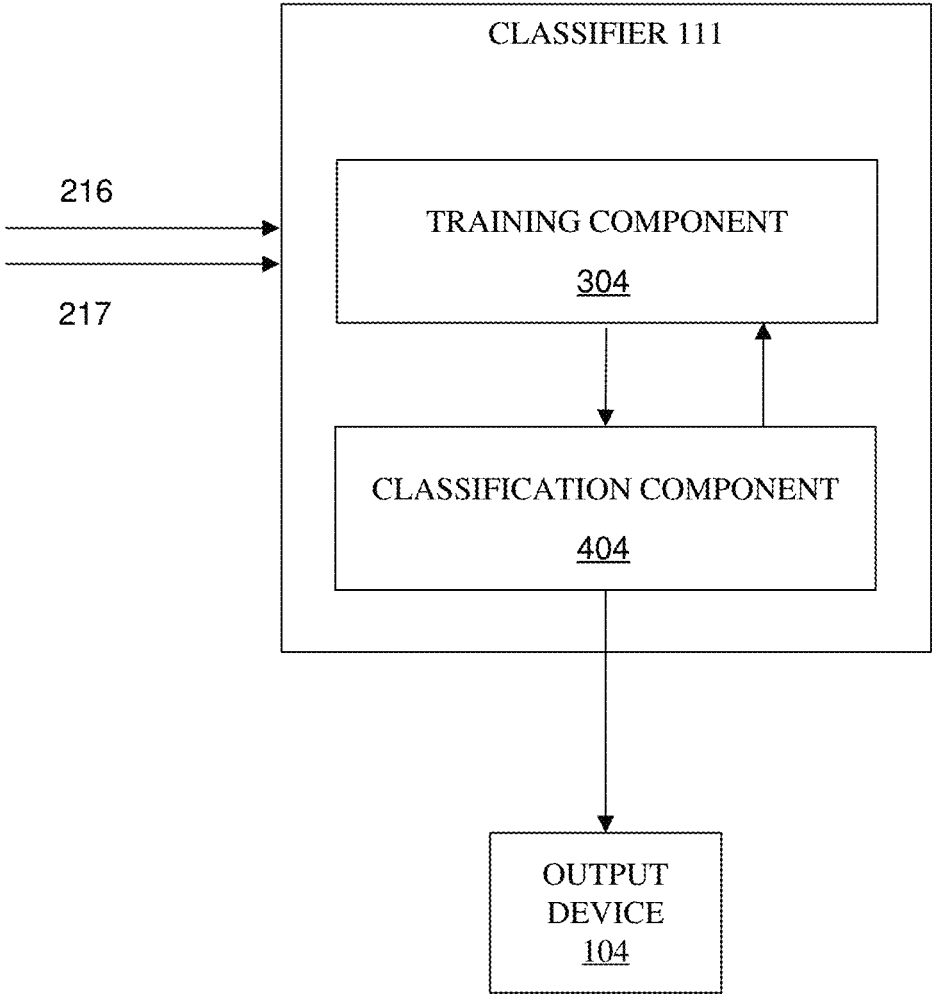 CLASSIFIER 111
216
217
TRAINING COMPONENT
304
CLASSIFICATION COMPONENT
404
OUTPUT
DEVICE
104